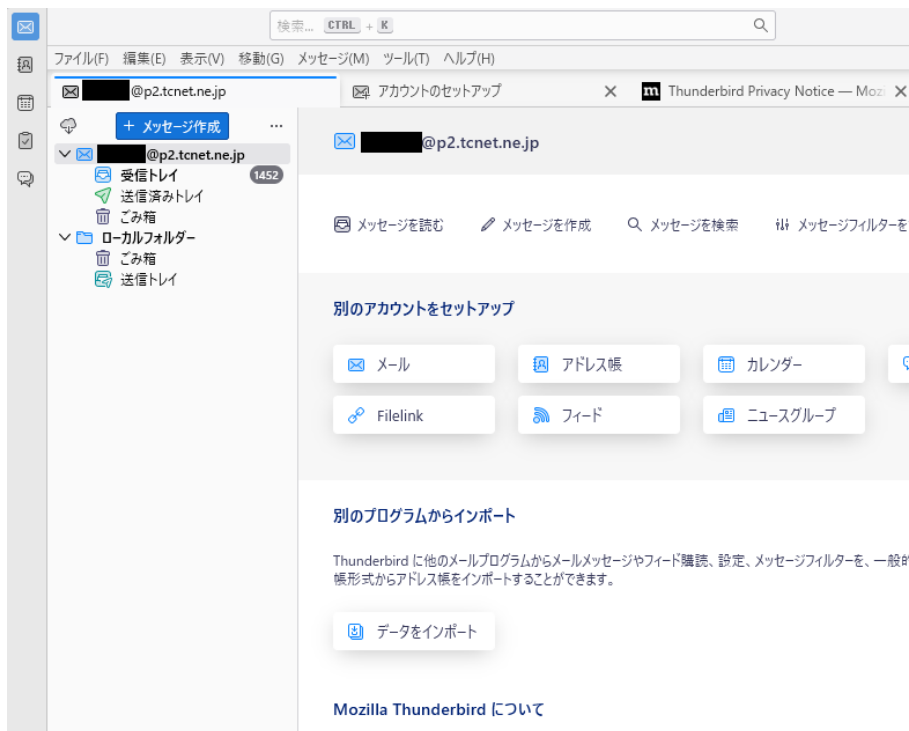 検索... CTRL + K
ファイル(F) 編集(E) 表示(V) 移動(G) メッセージ(M) ツール(T) ヘルプ(H)
@p2.tcnet.ne.jp アカウントのセットアップ m Thunderbird Privacy Notice — Mozi
+ メッセージ作成 ...
@p2.tcnet.ne.jp
受信トレイ 1452
送信済みトレイ
ごみ箱
ローカルフォルダー
ごみ箱
送信トレイ
@p2.tcnet.ne.jp
メッセージを読む メッセージを作成 メッセージを検索 メッセージフィルターを
別のアカウントをセットアップ
メール アドレス帳 カレンダー
Filelink フィード ニュースグループ
別のプログラムからインポート
Thunderbird に他のメールプログラムからメールメッセージやフィード購読、設定、メッセージフィルターを、一般的
帳形式からアドレス帳をインポートすることができます。
データをインポート
Mozilla Thunderbird について